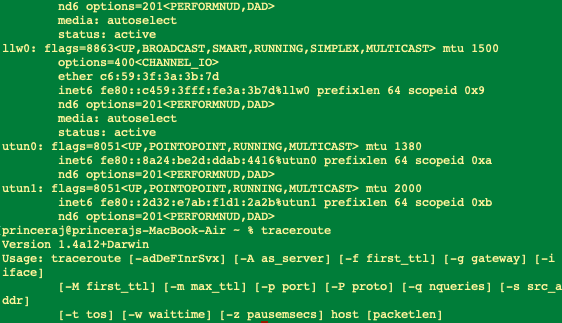 nd6 options=201<PERFORMNUD,DAD>
media: autoselect
status: active
llw0: flags=8863<UP,BROADCAST,SMART,RUNNING,SIMPLEX,MULTICAST> mtu 1500
options=400<CHANNEL_IO>
ether c6:59:3f:3a:3b:7d
inet6 fe80::c459:3fff:fe3a:3b7d%llw0 prefixlen 64 scopeid 0x9
nd6 options=201<PERFORMNUD,DAD>
media: autoselect
status: active
utun0: flags=8051<UP,POINTOPOINT,RUNNING,MULTICAST> mtu 1380
inet6 fe80::8a24:be2d:ddab:4416%utun0 prefixlen 64 scopeid 0xa
nd6 options=201<PERFORMNUD,DAD>
utun1: flags=8051<UP,POINTOPOINT,RUNNING,MULTICAST> mtu 2000
inet6 fe80::2d32:e7ab:f1d1:2a2b%utun1 prefixlen 64 scopeid 0xb
nd6 options=201<PERFORMNUD,DAD>
princeraj@princerajs-MacBook-Air ~ % traceroute
Version 1.4a12+Darwin
Usage: traceroute [-adDeFInrSvx] [-A as_server] [-f first_ttl] [-g gateway] [-i
iface]
[-M first_ttl] [-m max_ttl] [-p port] [-P proto] [-q nqueries] [-s src_a
ddr]
[-t tos] [-w waittime] [-z pausemsecs] host [packetlen]